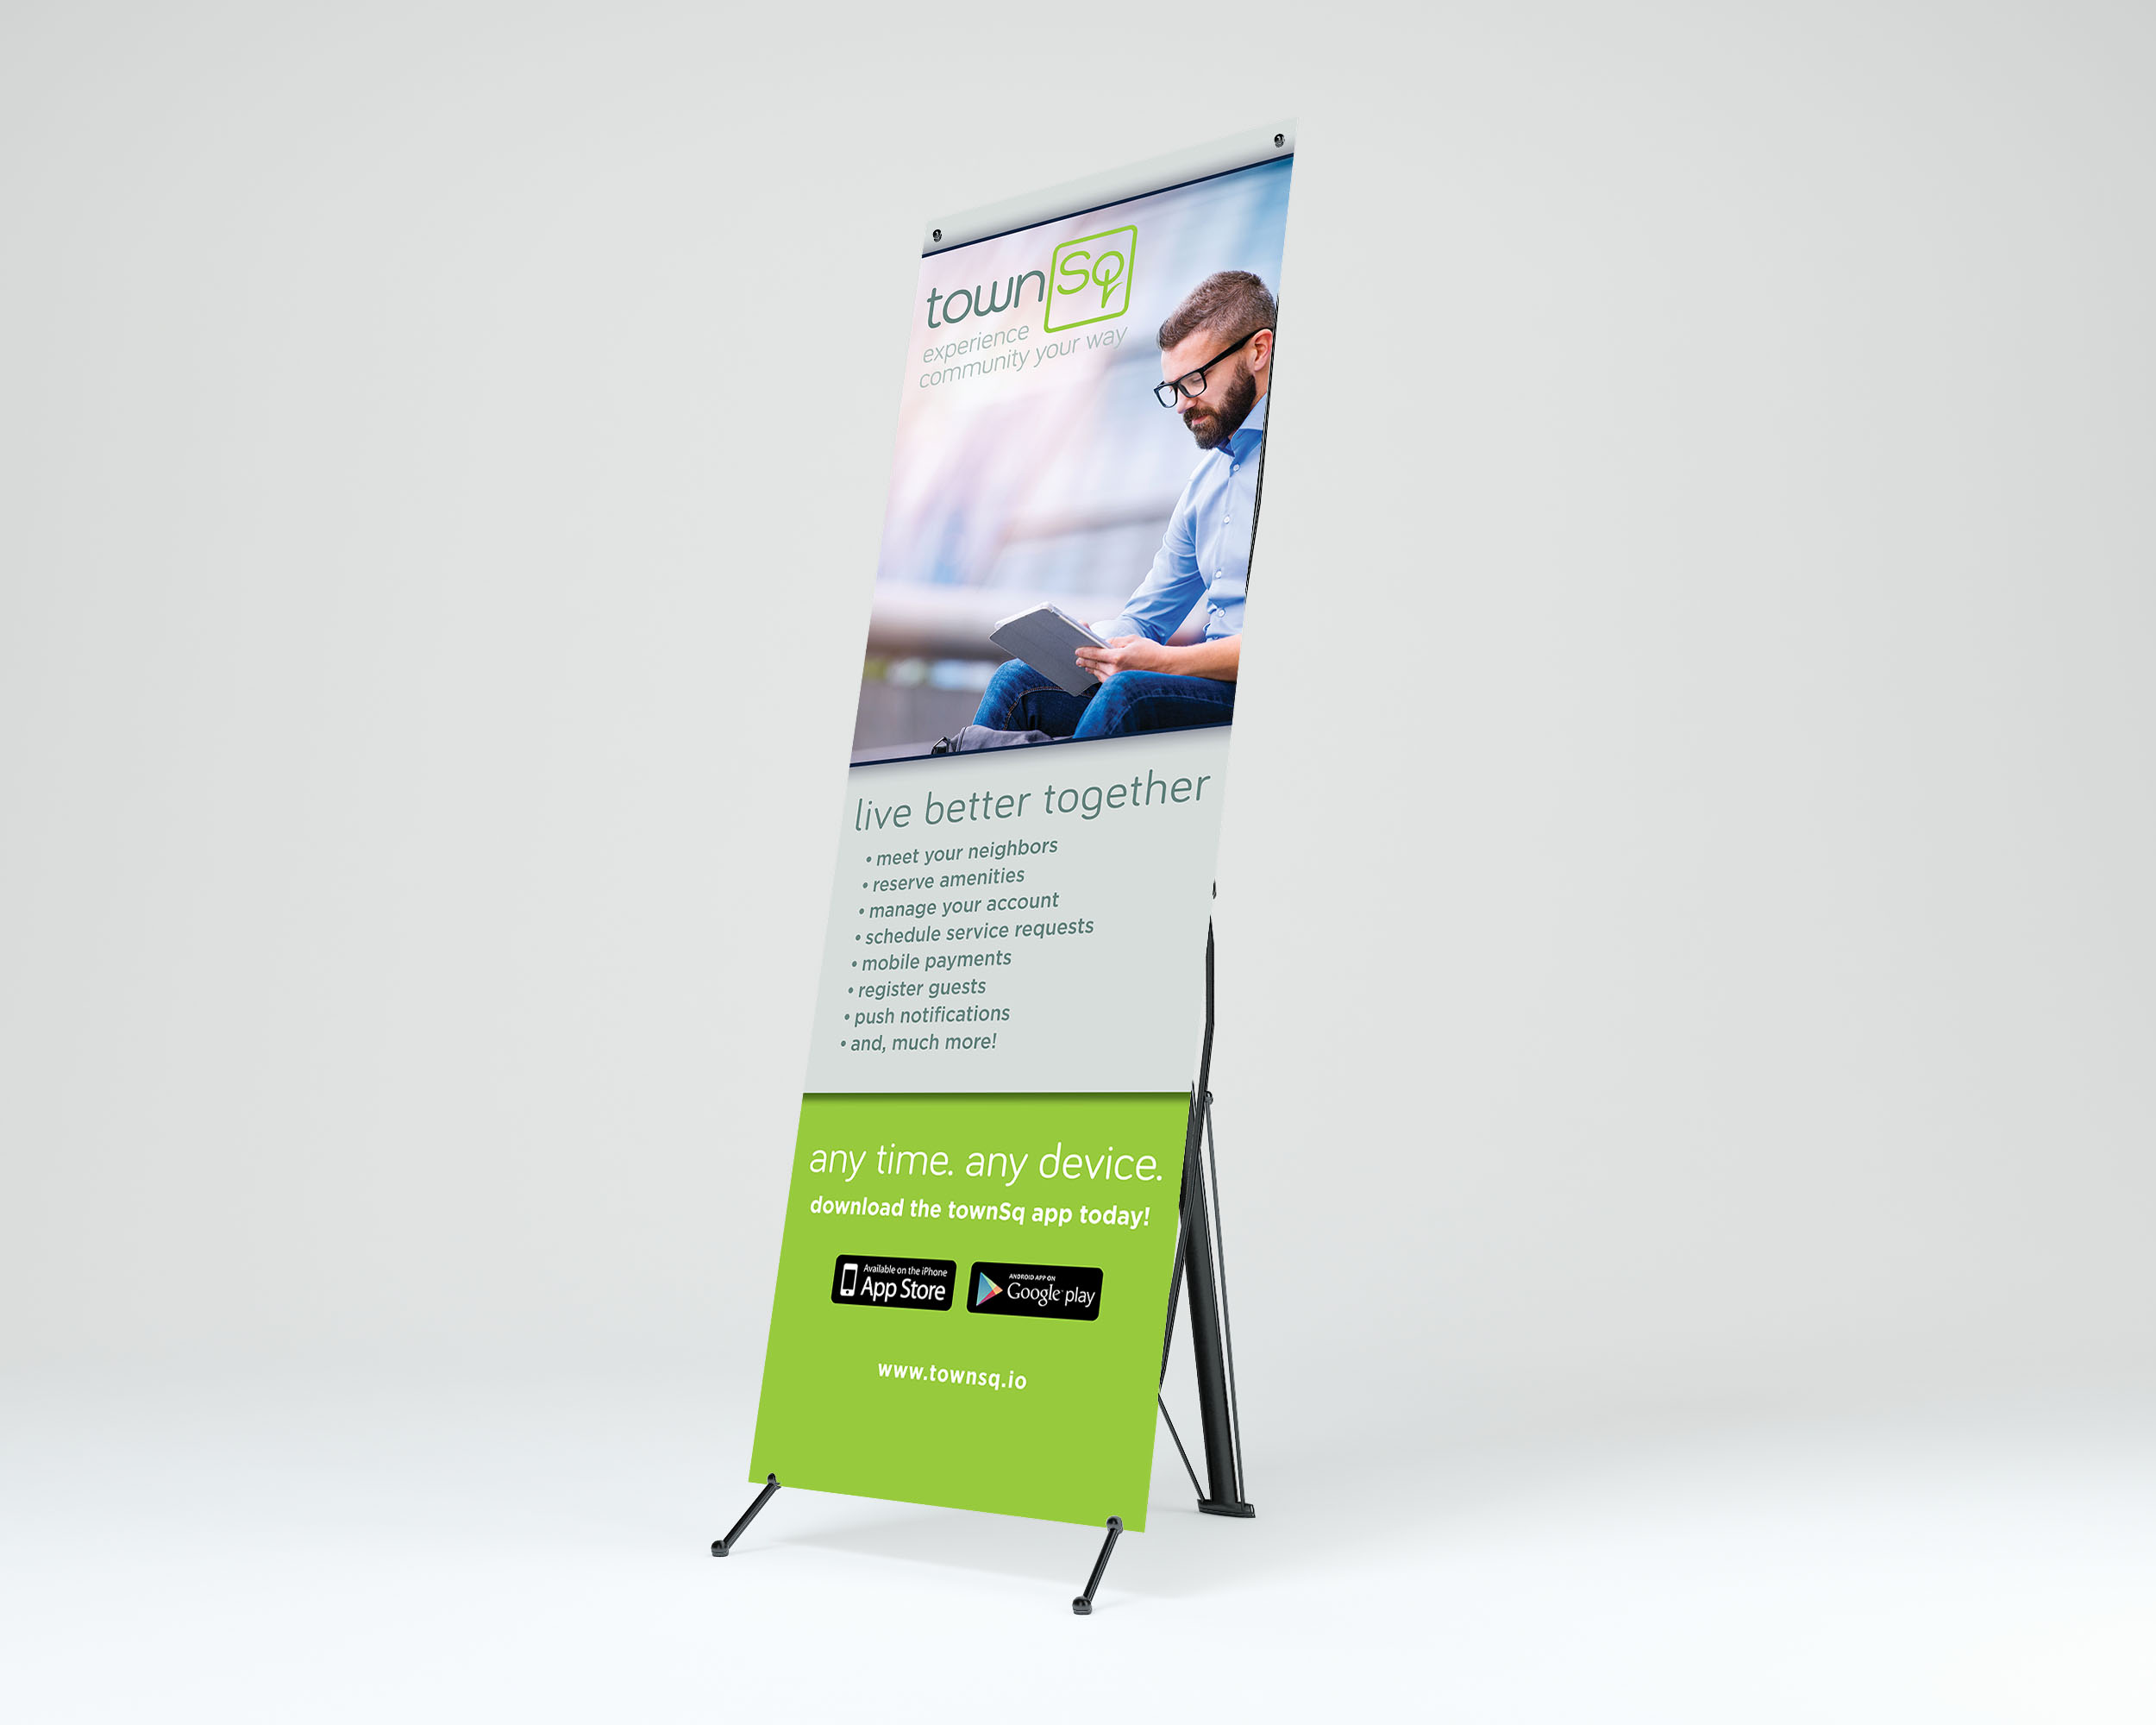 townSq
experience
community your way
live better together
• meet your neighbors
• reserve amenities
• manage your account
• schedule service requests
• mobile payments
• register guests
• push notifications
• and, much more!
any time. any device.
download the townSq app today!
Available on the iPhone
App Store
ANDROID APP ON
Google play
www.townsq.io